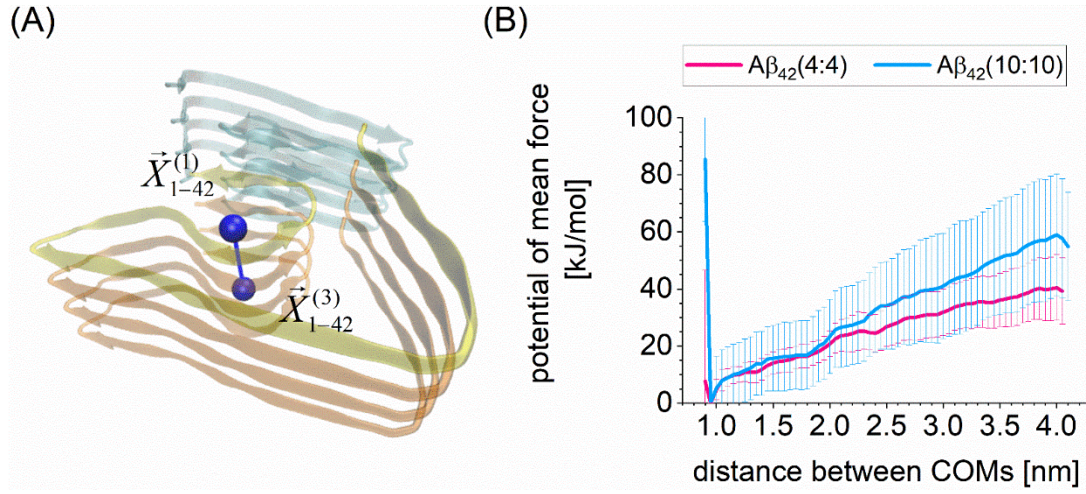 (A)
X⃗₁₋₄₂⁽¹⁾
X⃗₁₋₄₂⁽³⁾
(B)
Aβ₄₂(4:4) Aβ₄₂(10:10)
potential of mean force
[kJ/mol]
100
80
60
40
20
0
1.0 1.5 2.0 2.5 3.0 3.5 4.0
distance between COMs [nm]